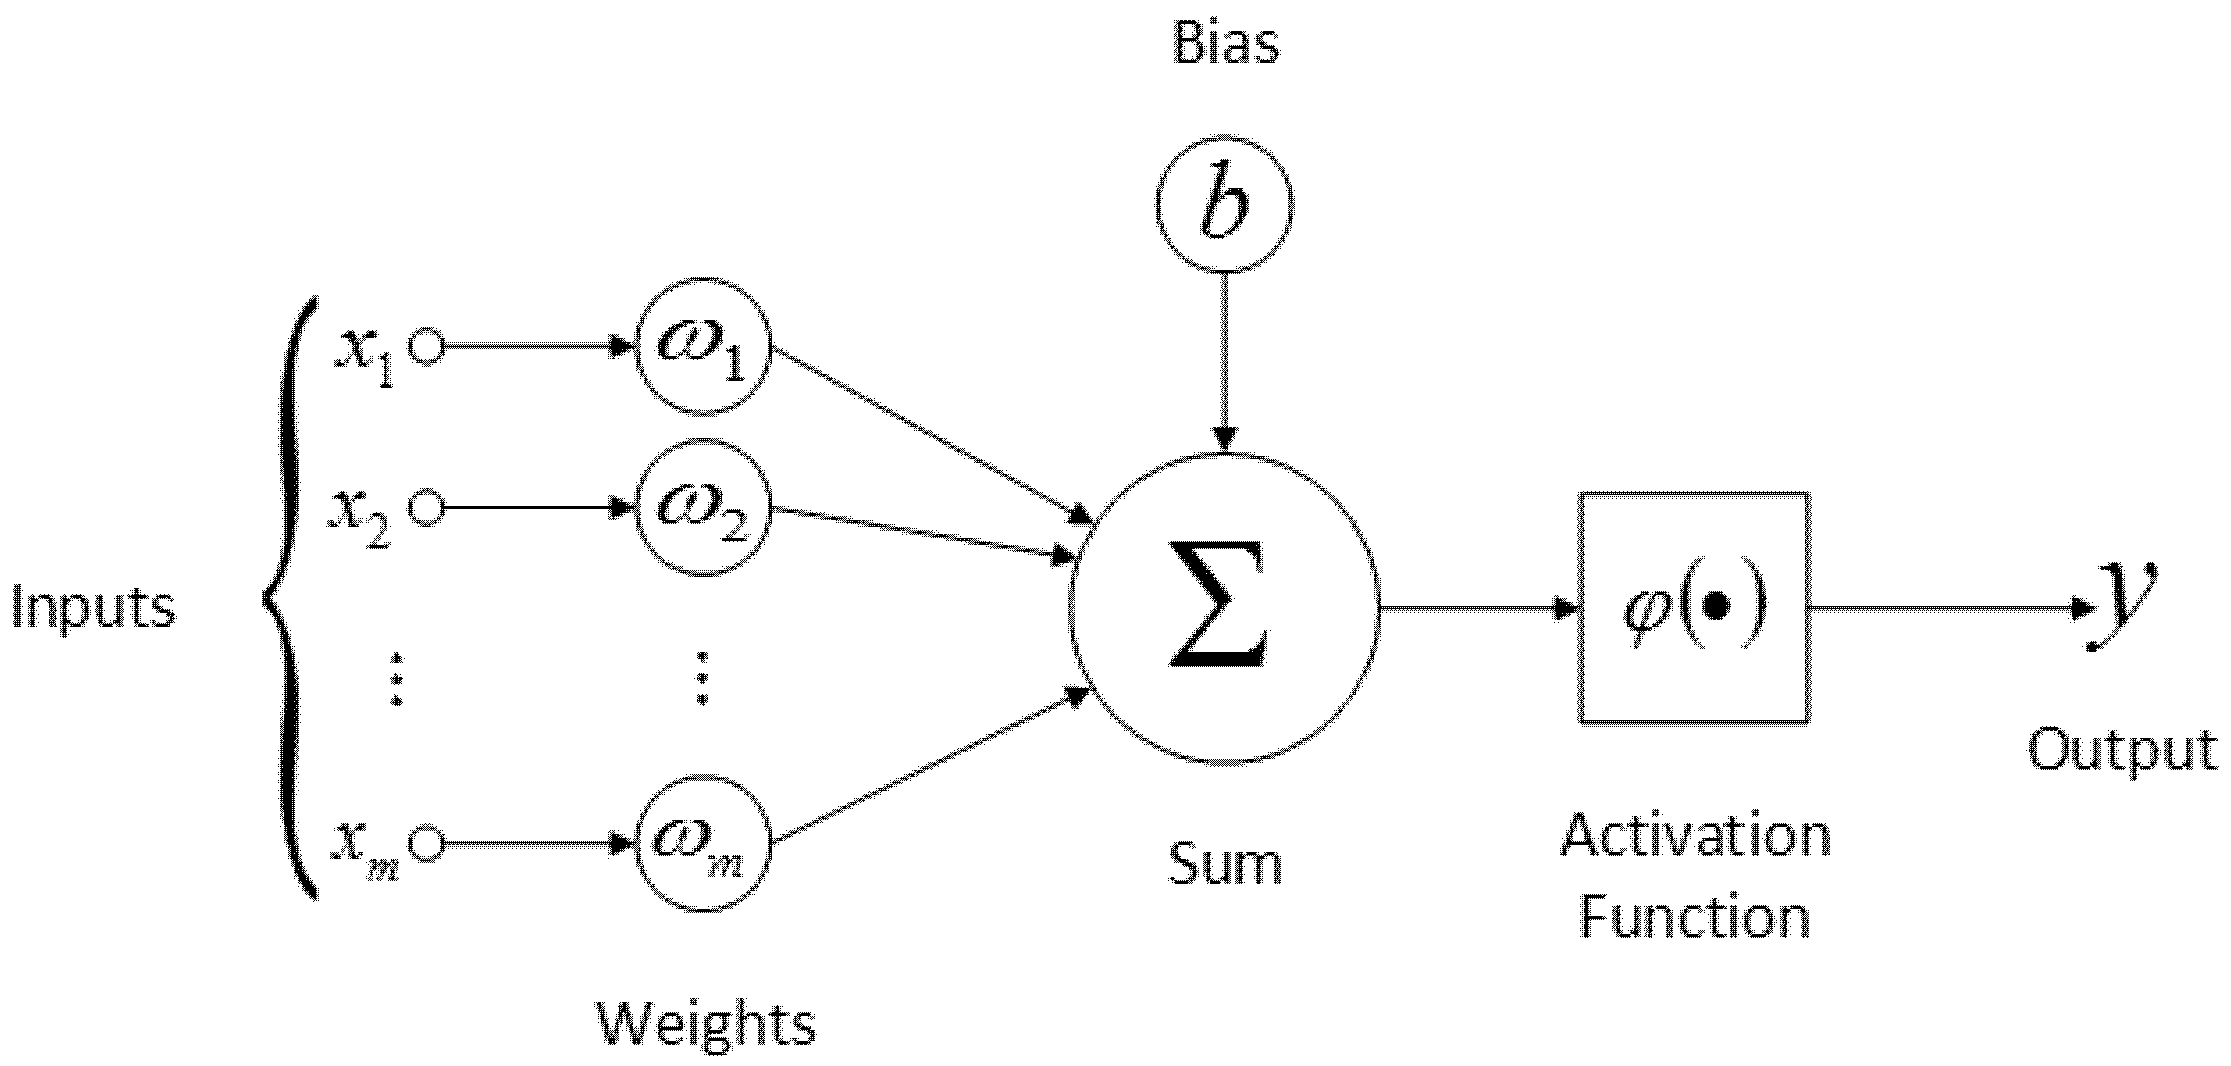 Bias
b
x₁
ω₁
x₂
ω₂
Inputs
⋮
⋮
Σ
φ(•)
y
Output
xₘ
ωₘ
Sum
Activation
Function
Weights